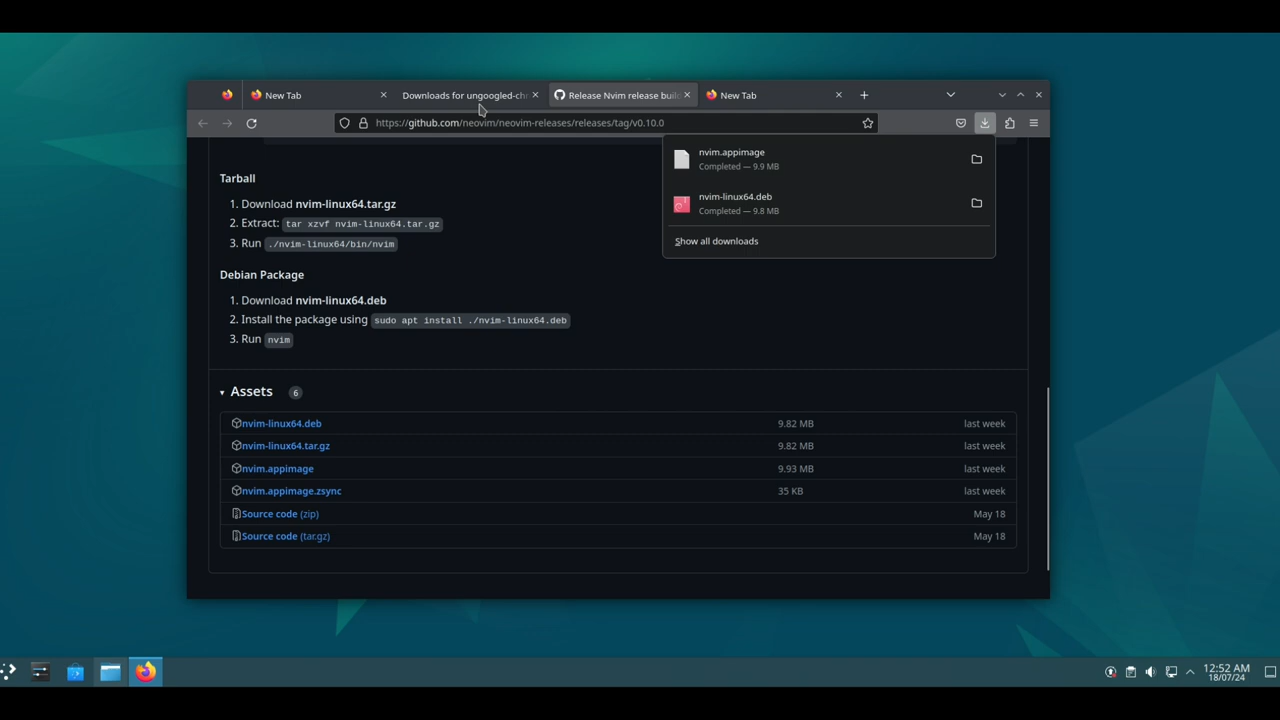 New Tab
Downloads for ungoogled-chr
Release Nvim release build
New Tab
https://github.com/neovim/neovim-releases/releases/tag/v0.10.0
nvim.appimage
Completed — 9.9 MB
nvim-linux64.deb
Completed — 9.8 MB
Show all downloads
Tarball
1. Download nvim-linux64.tar.gz
2. Extract: tar xzvf nvim-linux64.tar.gz
3. Run ./nvim-linux64/bin/nvim
Debian Package
1. Download nvim-linux64.deb
2. Install the package using sudo apt install ./nvim-linux64.deb
3. Run nvim
Assets 6
nvim-linux64.deb 9.82 MB last week
nvim-linux64.tar.gz 9.82 MB last week
nvim.appimage 9.93 MB last week
nvim.appimage.zsync 35 KB last week
Source code (zip) May 18
Source code (tar.gz) May 18
12:52 AM
18/07/24